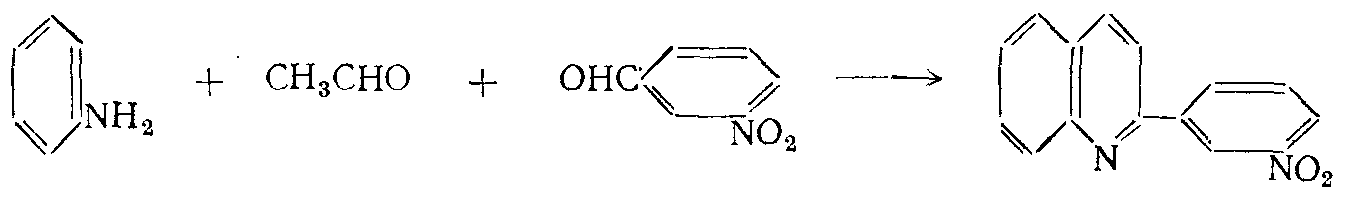 NH₂ + CH₃CHO + OHC NO₂ → N NO₂